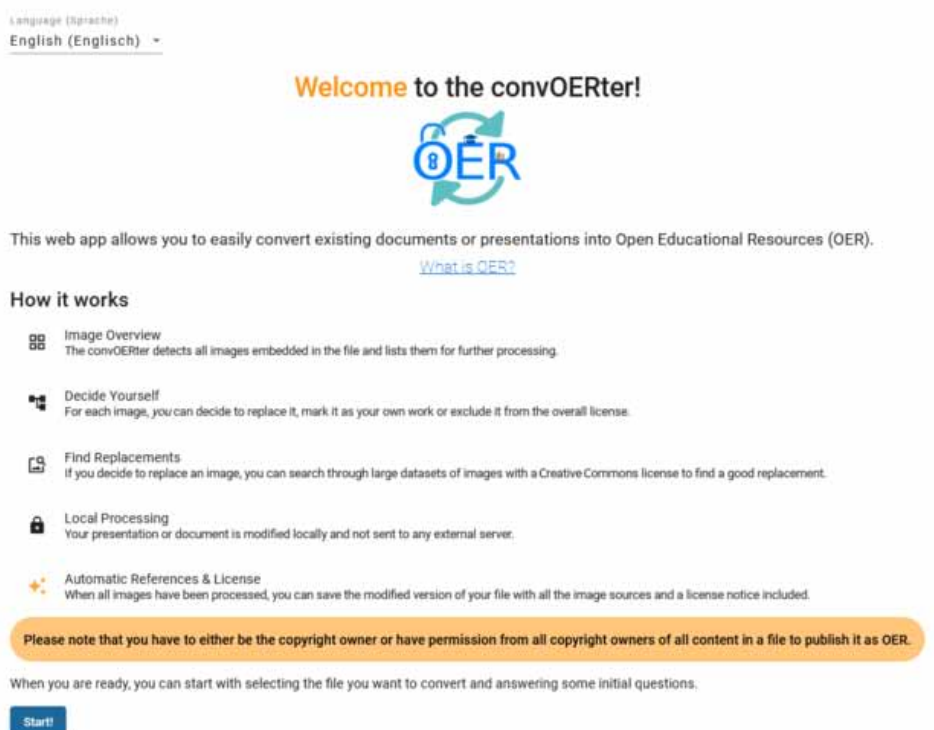 Language (Sprache)
English (Englisch)
Welcome to the convOERter!
OER
This web app allows you to easily convert existing documents or presentations into Open Educational Resources (OER).
What is OER?
How it works
Image Overview
The convOERter detects all images embedded in the file and lists them for further processing.
Decide Yourself
For each image, you can decide to replace it, mark it as your own work or exclude it from the overall license.
Find Replacements
If you decide to replace an image, you can search through large datasets of images with a Creative Commons license to find a good replacement.
Local Processing
Your presentation or document is modified locally and not sent to any external server.
Automatic References & License
When all images have been processed, you can save the modified version of your file with all the image sources and a license notice included.
Please note that you have to either be the copyright owner or have permission from all copyright owners of all content in a file to publish it as OER.
When you are ready, you can start with selecting the file you want to convert and answering some initial questions.
Start!